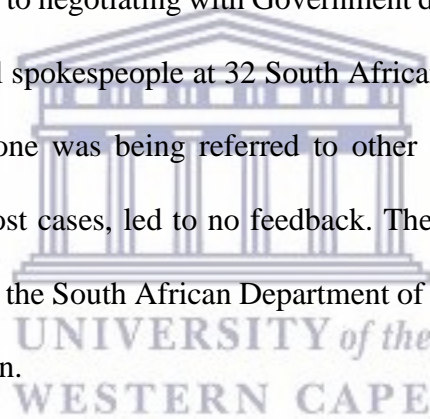 to negotiating with Government d
spokespeople at 32 South Africa
one was being referred to other
ost cases, led to no feedback. The
the South African Department of
UNIVERSITY of the
n.
WESTERN CAPE